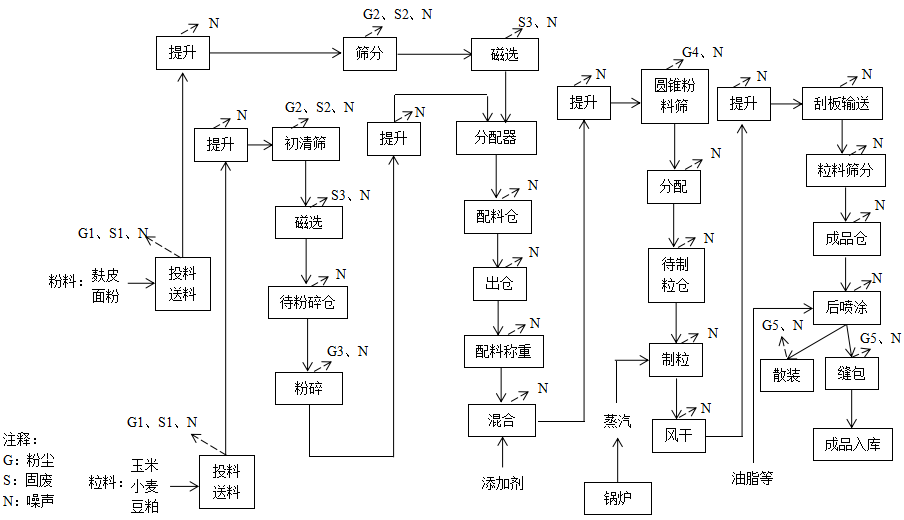 N
提升
G2、S2、N
筛分
S3、N
磁选
N
提升
G4、N
圆锥粉
料筛
N
提升
N
刮板输送
N
提升
G2、S2、N
初清筛
N
提升
分配器
N
粒料筛分
S3、N
磁选
N
配料仓
N
分配
N
成品仓
G1、S1、N
粉料：麸皮
面粉
投料
送料
N
待粉碎仓
N
出仓
N
待制
粒仓
N
后喷涂
G3、N
粉碎
N
配料称重
N
制粒
G5、N
散装
G5、N
缝包
N
混合
蒸汽
N
风干
成品入库
注释：
G：粉尘
S：固废
N：噪声
G1、S1、N
粒料：
玉米
小麦
豆粕
投料
送料
添加剂
锅炉
油脂等